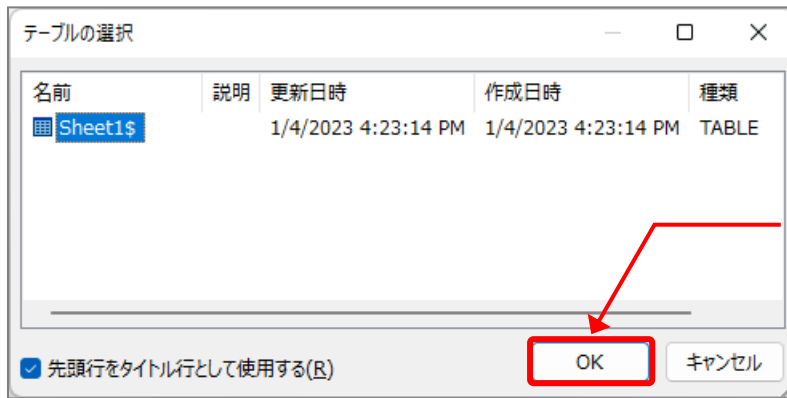 テーブルの選択
名前 説明 更新日時 作成日時 種類
Sheet1$ 1/4/2023 4:23:14 PM 1/4/2023 4:23:14 PM TABLE
先頭行をタイトル行として使用する(R) OK キャンセル